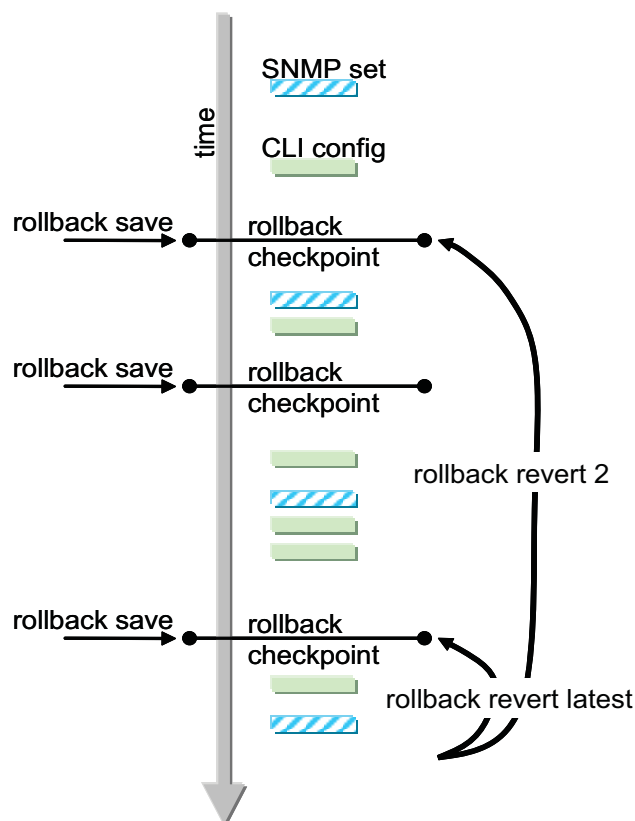 SNMP set
time
CLI config
rollback save
rollback
checkpoint
rollback save
rollback
checkpoint
rollback revert 2
rollback save
rollback
checkpoint
rollback revert latest